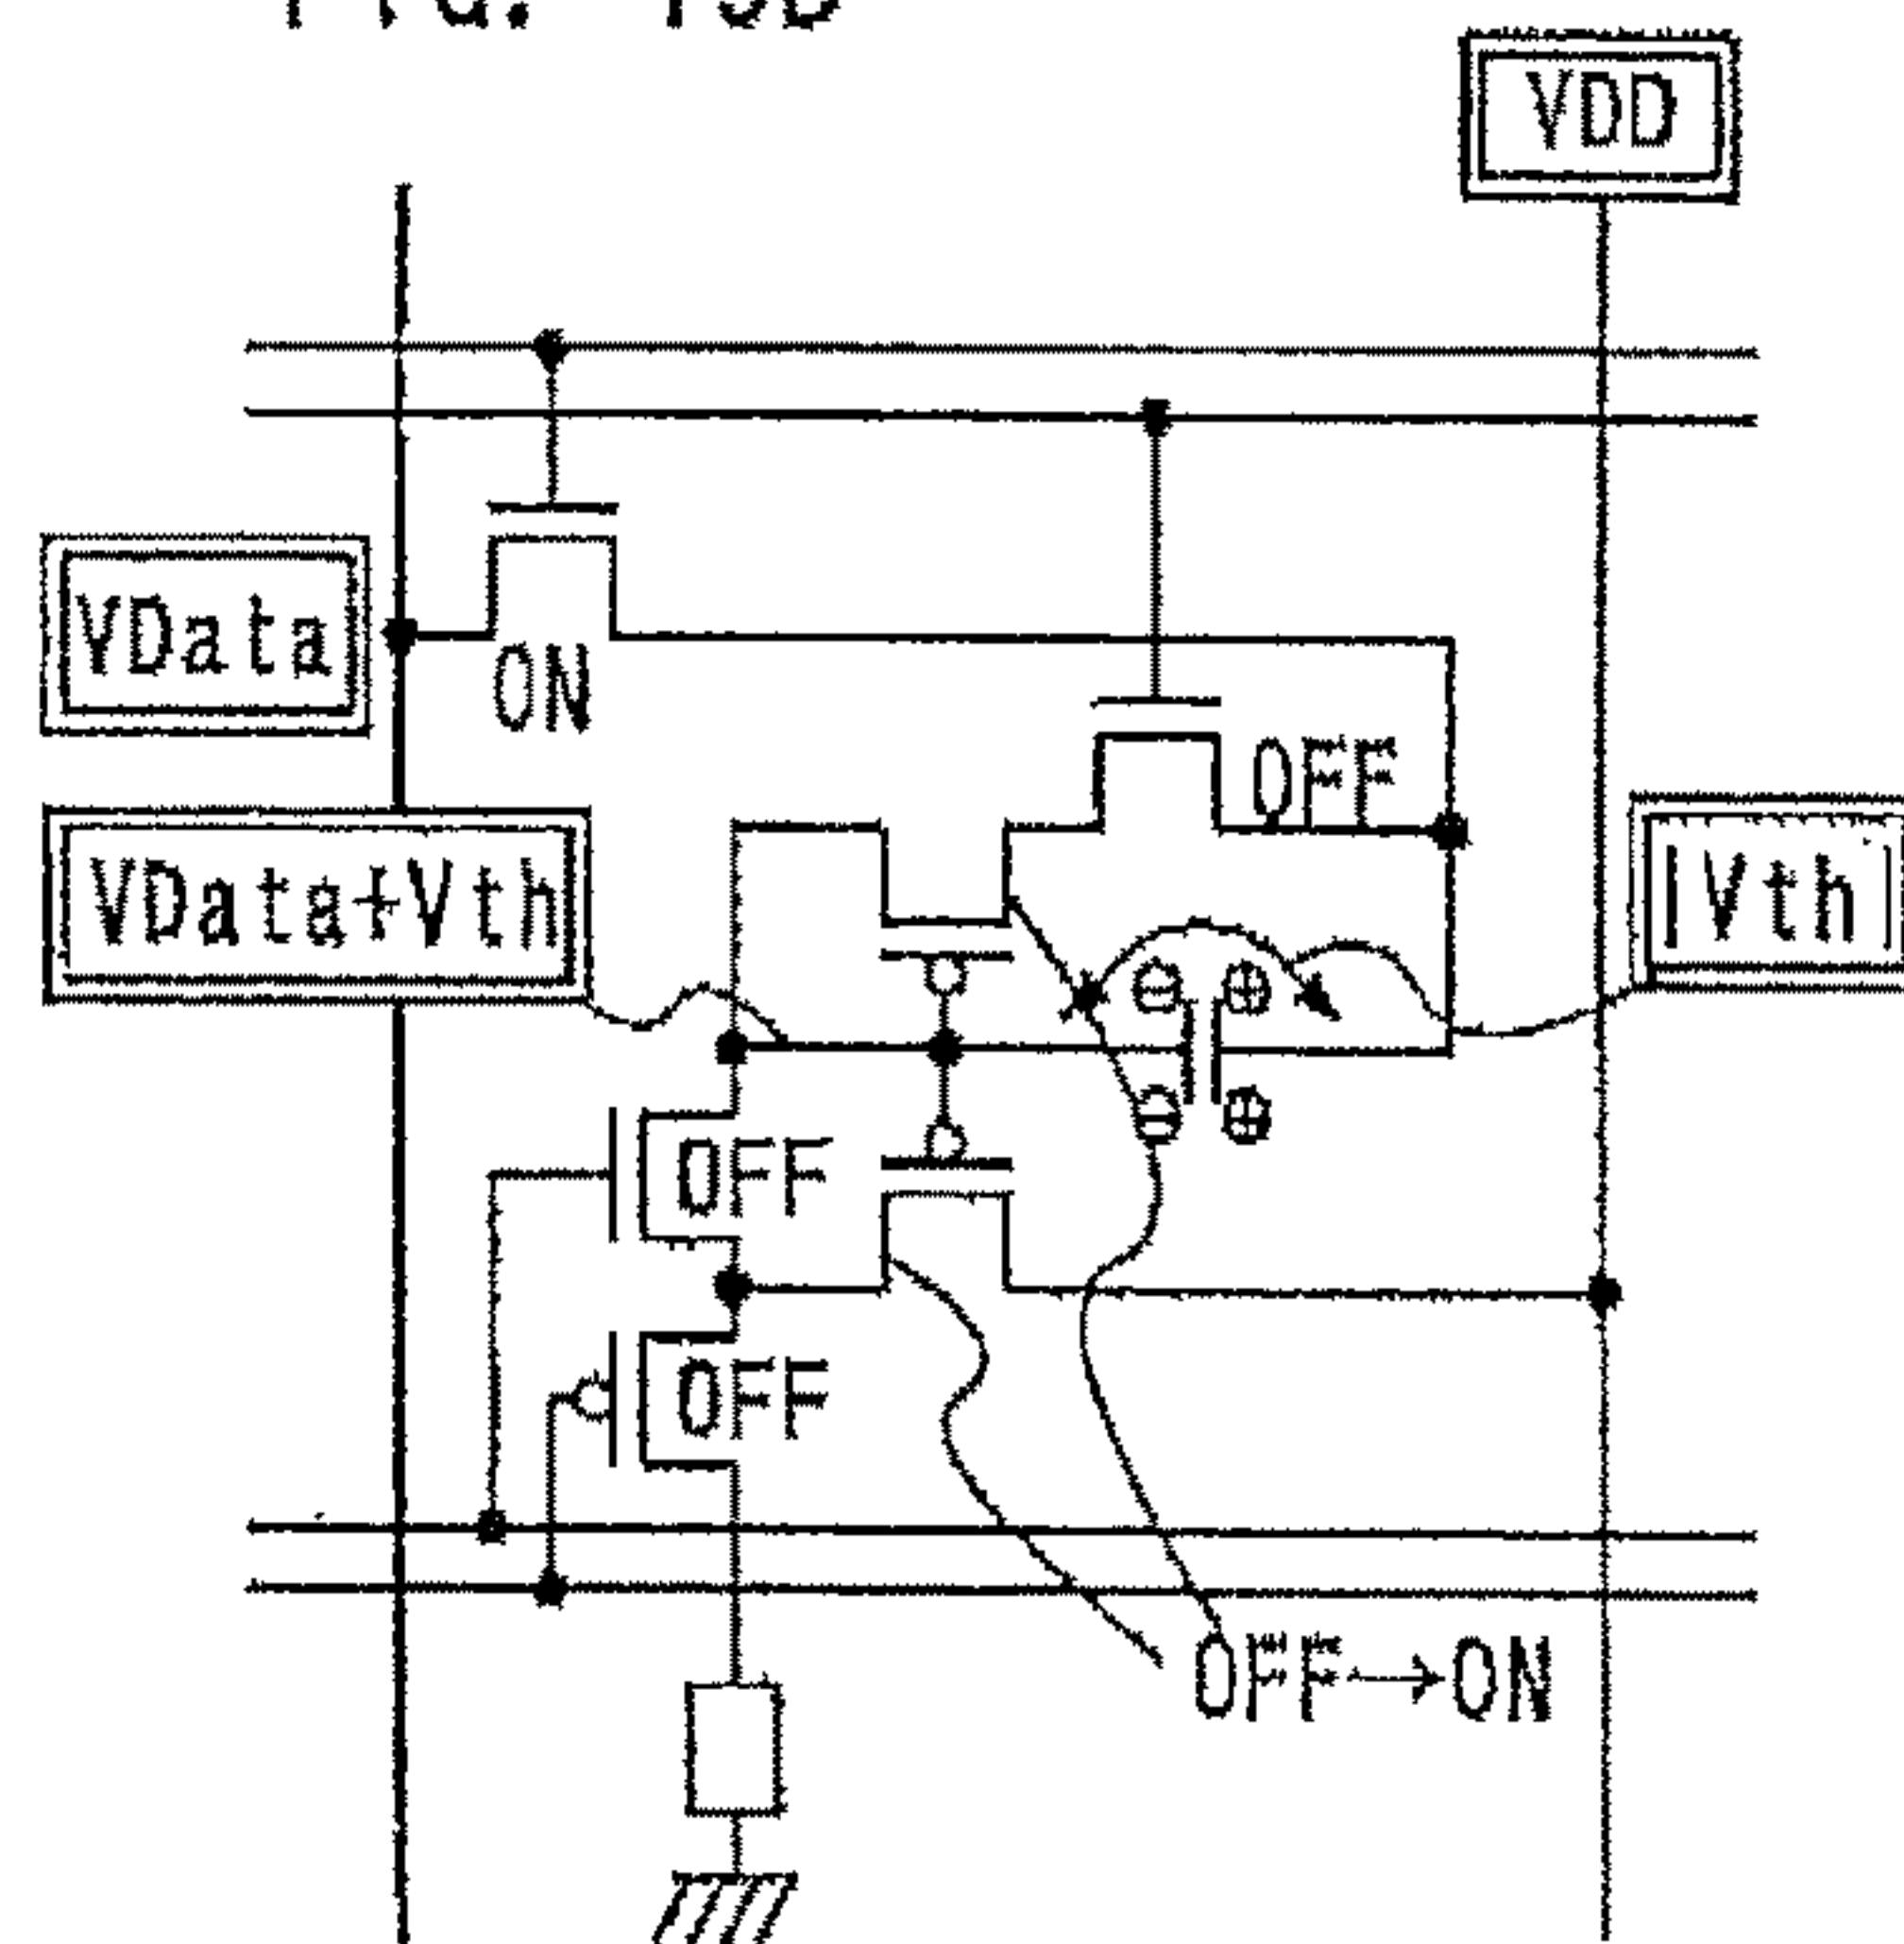 VDD
VData
ON
OFF
VData+Vth
|Vth|
⊖ ⊕
⊖ ⊕
OFF
OFF
OFF→ON